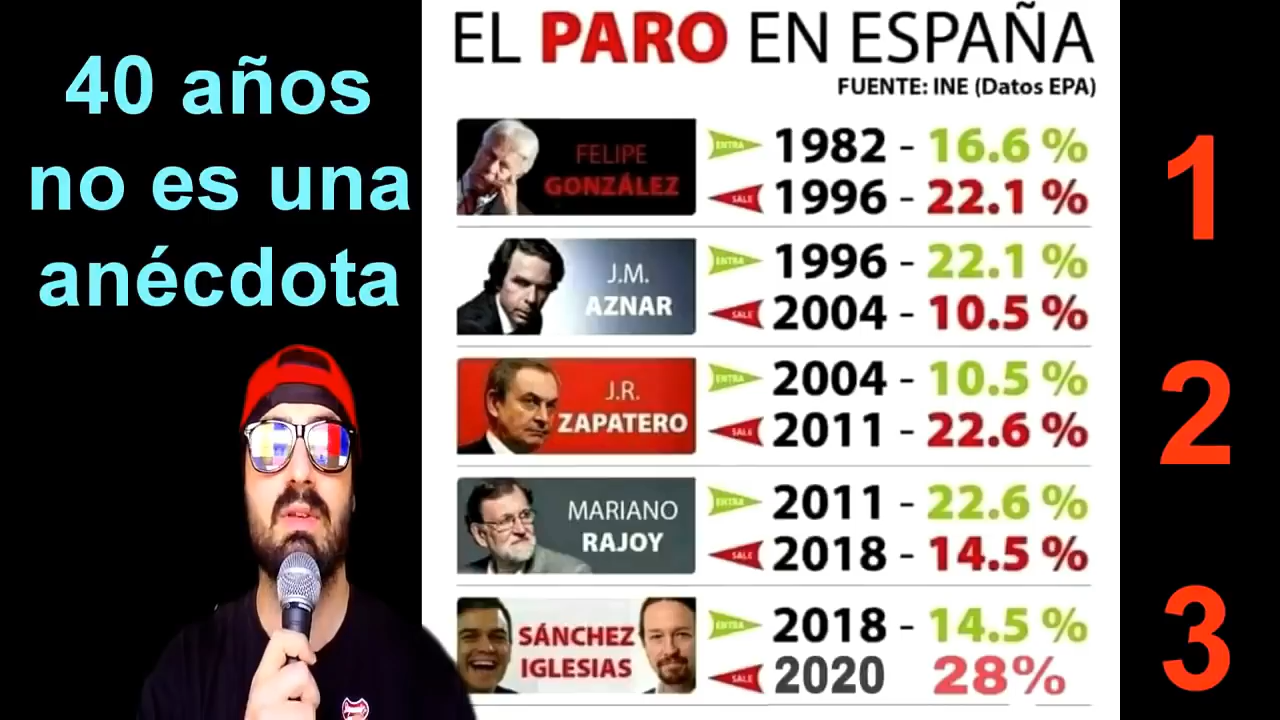 40 años
no es una
anécdota
EL PARO EN ESPAÑA
FUENTE: INE (Datos EPA)
FELIPE
GONZÁLEZ
ENTRA 1982 - 16.6 %
SALE 1996 - 22.1 %
J.M.
AZNAR
ENTRA 1996 - 22.1 %
SALE 2004 - 10.5 %
J.R.
ZAPATERO
ENTRA 2004 - 10.5 %
SALE 2011 - 22.6 %
MARIANO
RAJOY
ENTRA 2011 - 22.6 %
SALE 2018 - 14.5 %
SÁNCHEZ
IGLESIAS
ENTRA 2018 - 14.5 %
SALE 2020 28%
1
2
3